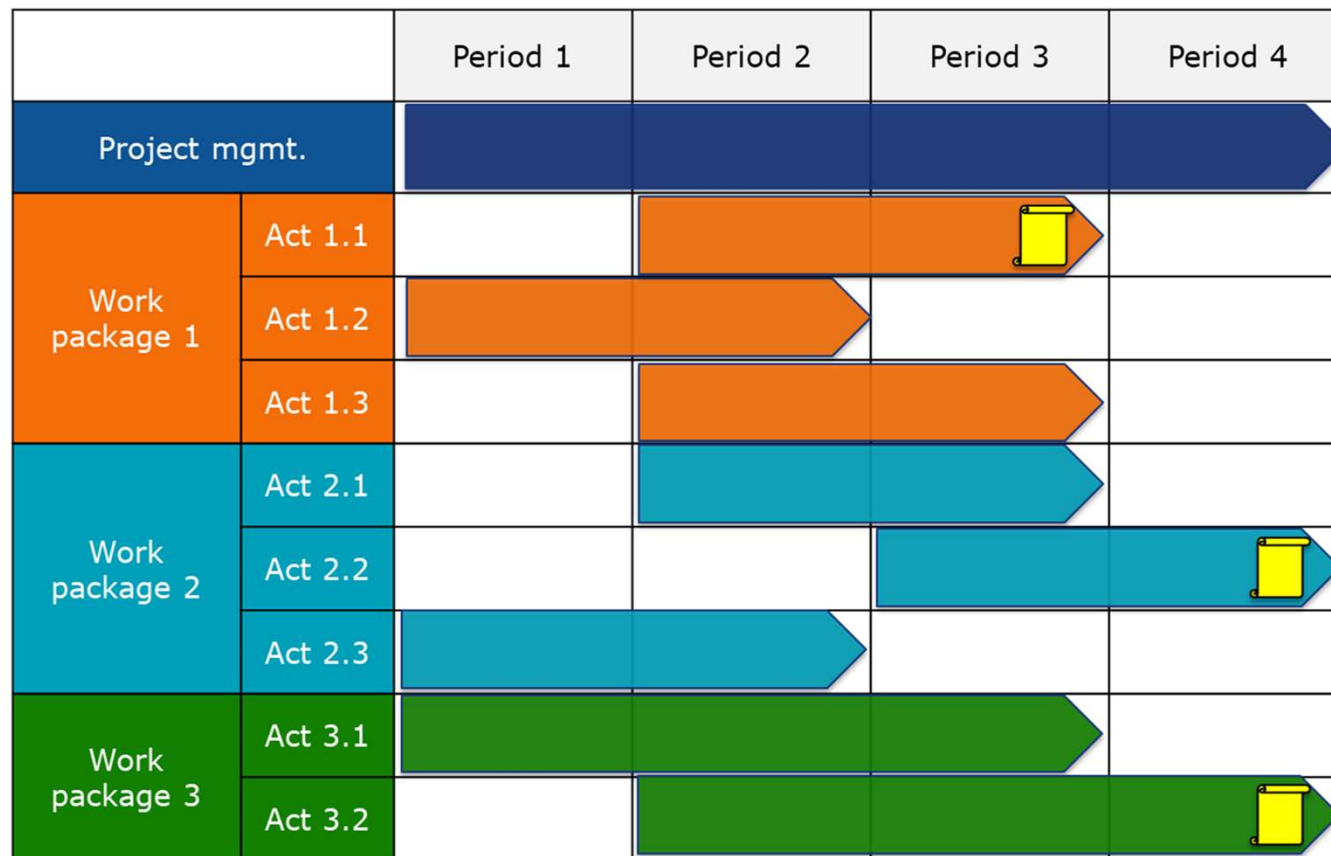 Period 1
Period 2
Period 3
Period 4
Project mgmt.
Work
package 1
Act 1.1
Act 1.2
Act 1.3
Work
package 2
Act 2.1
Act 2.2
Act 2.3
Work
package 3
Act 3.1
Act 3.2